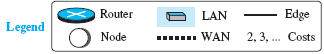 Legend
Router LAN Edge
Node WAN 2, 3, ... Costs